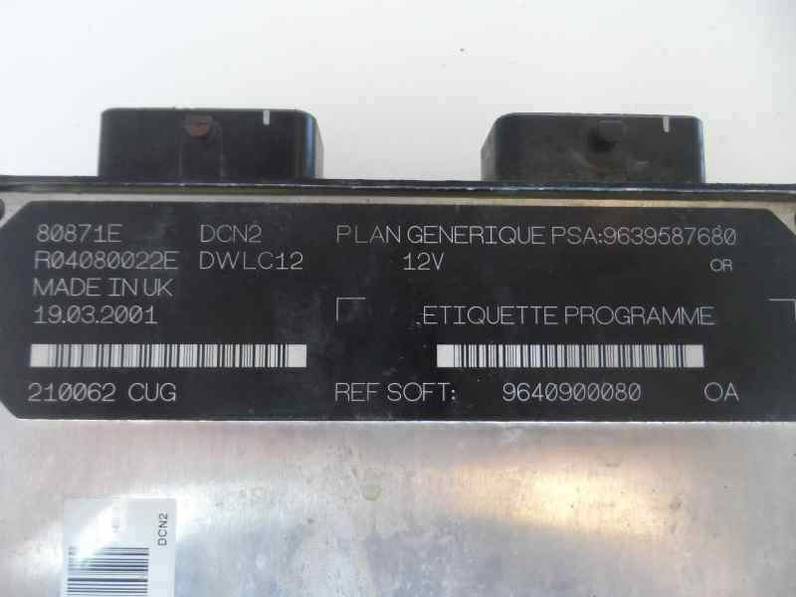 80871E DCN2 PLAN GENERIQUE PSA:9639587680
R04080022E DWLC12 12V OR
MADE IN UK
19.03.2001 ETIQUETTE PROGRAMME
210062 CUG REF SOFT: 9640900080 OA
DCN2